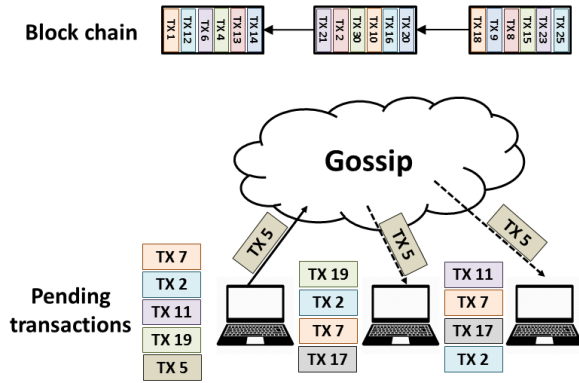 Block chain
TX 1
TX 12
TX 6
TX 4
TX 13
TX 14
TX 21
TX 2
TX 30
TX 10
TX 16
TX 20
TX 18
TX 9
TX 8
TX 15
TX 23
TX 25
Gossip
TX 5
TX 5
TX 5
Pending
transactions
TX 7
TX 2
TX 11
TX 19
TX 5
TX 19
TX 2
TX 7
TX 17
TX 11
TX 7
TX 17
TX 2